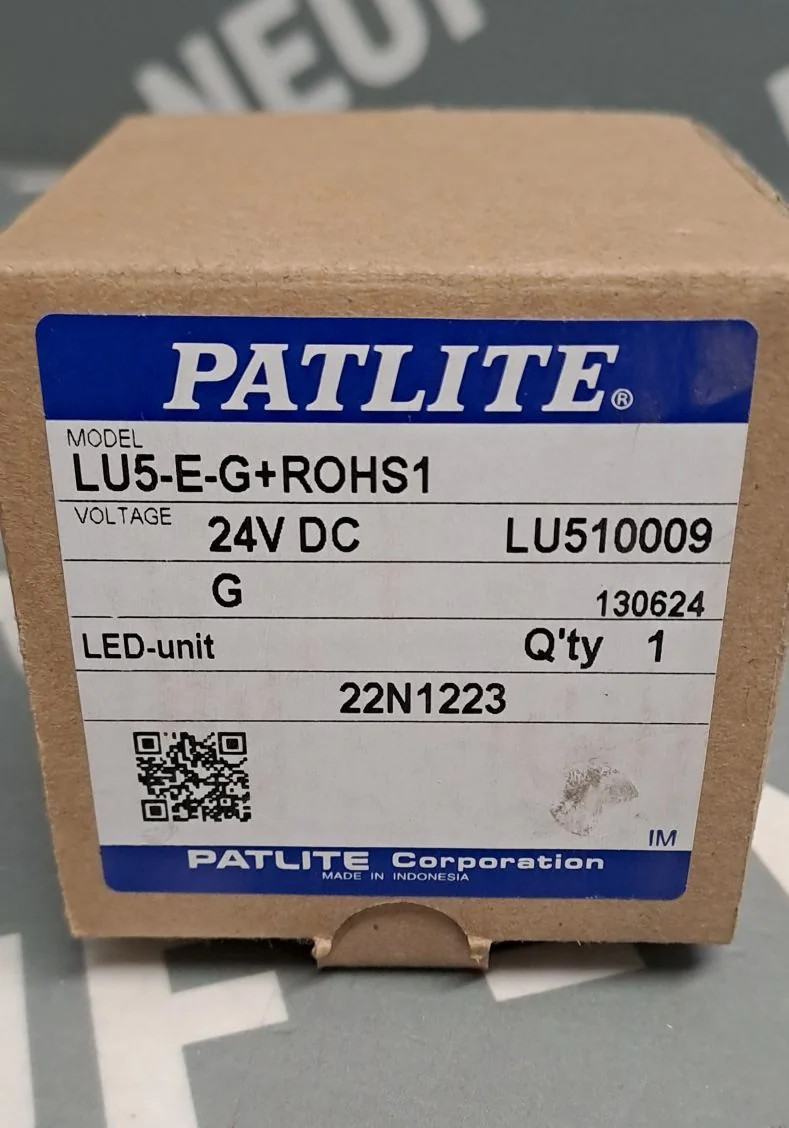 NEUF
PATLITE®
MODEL
LU5-E-G+ROHS1
VOLTAGE 24V DC LU510009
G 130624
LED-unit Q'ty 1
22N1223
IM
PATLITE Corporation
MADE IN INDONESIA